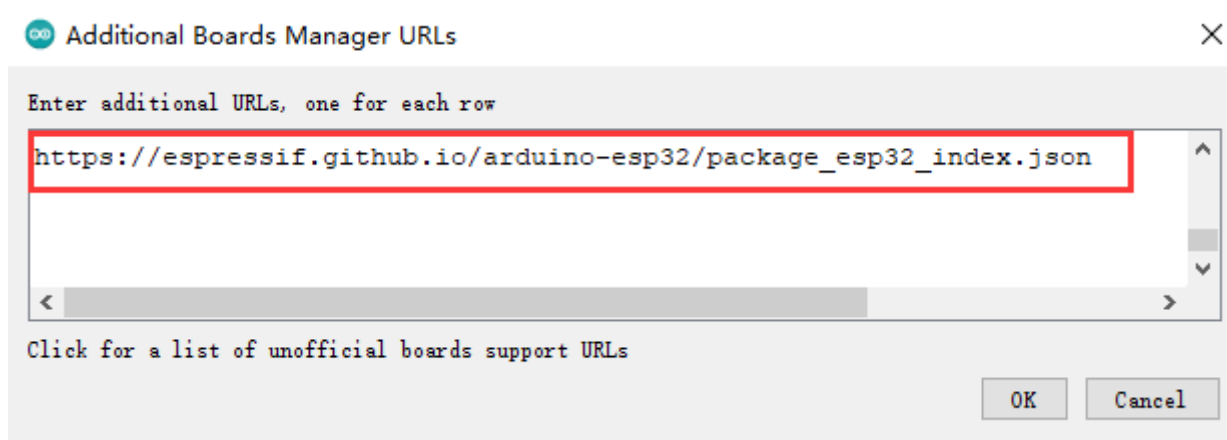 Additional Boards Manager URLs
Enter additional URLs, one for each row
https://espressif.github.io/arduino-esp32/package_esp32_index.json
Click for a list of unofficial boards support URLs
OK Cancel